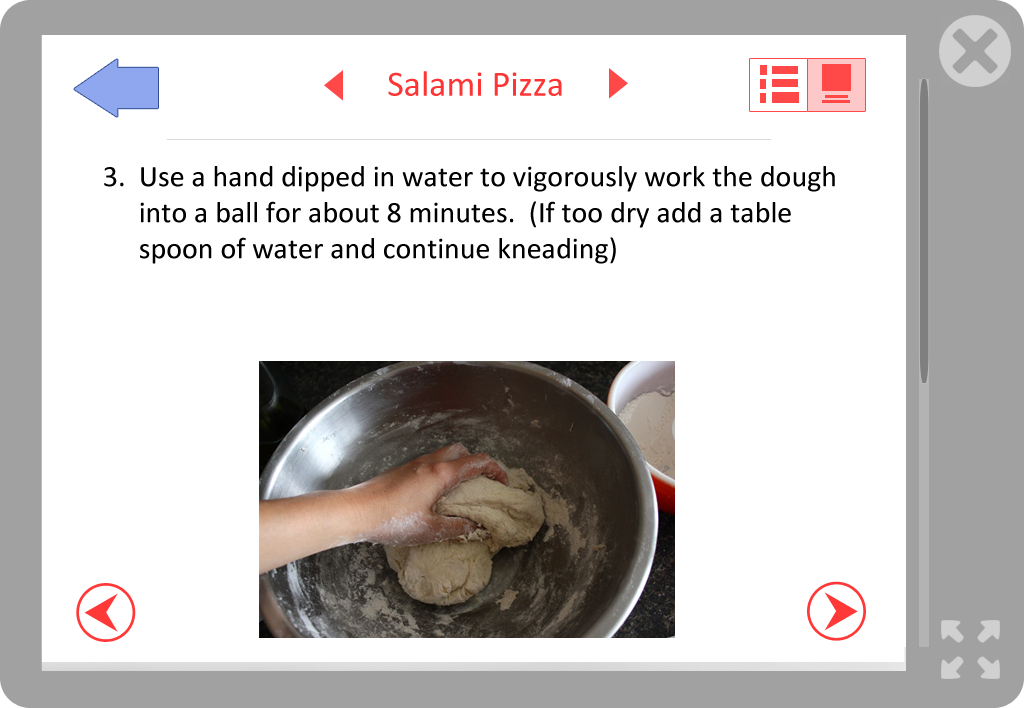 Salami Pizza
3. Use a hand dipped in water to vigorously work the dough
into a ball for about 8 minutes. (If too dry add a table
spoon of water and continue kneading)